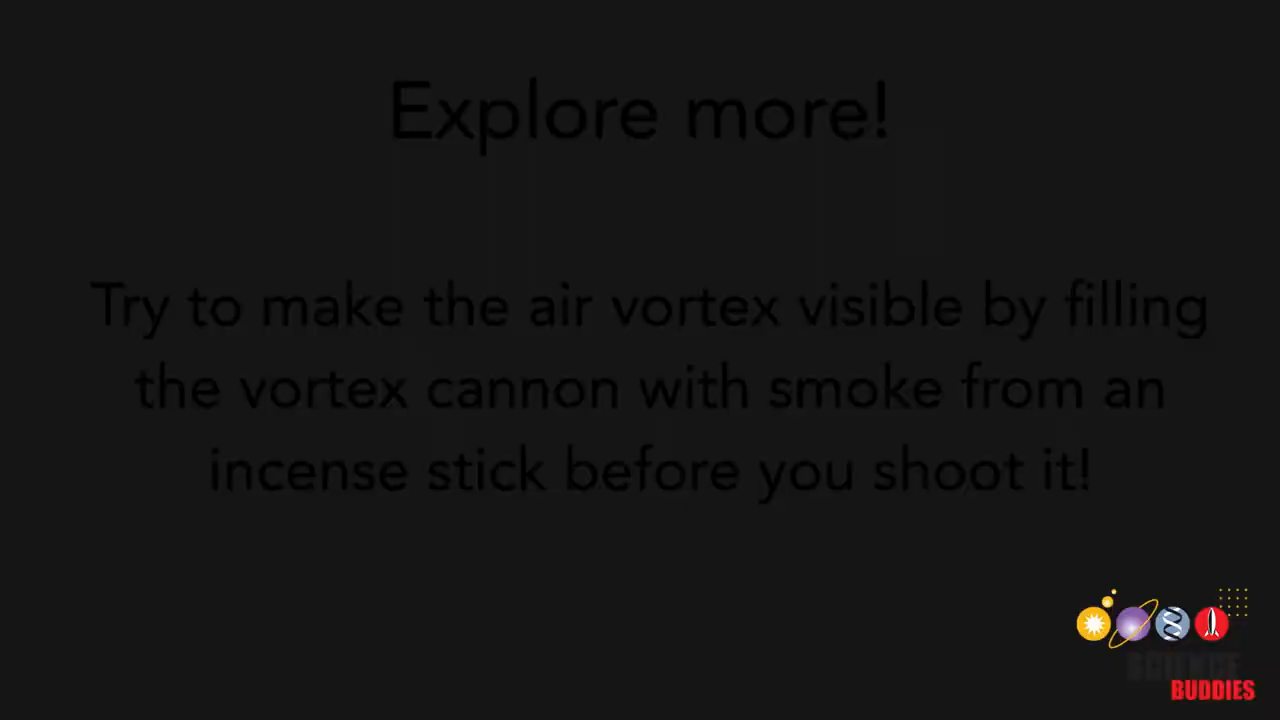 Explore more!
Try to make the air vortex visible by filling
the vortex cannon with smoke from an
incense stick before you shoot it!
SCIENCE
BUDDIES